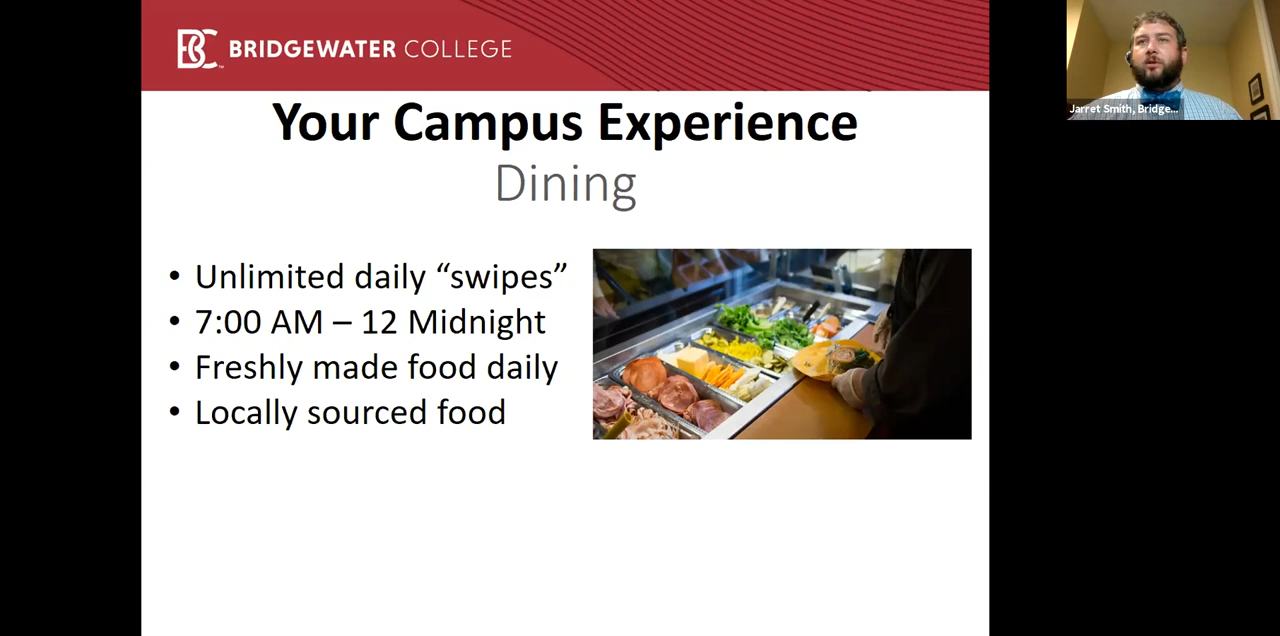 BC BRIDGEWATER COLLEGE
Jarret Smith, Bridge...
Your Campus Experience
Dining
• Unlimited daily “swipes”
• 7:00 AM – 12 Midnight
• Freshly made food daily
• Locally sourced food